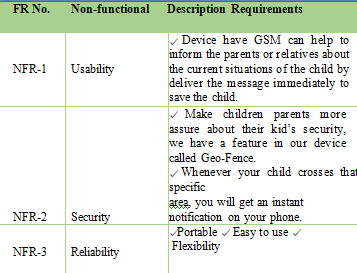 FR No. Non-functional Description Requirements
✓ Device have GSM can help to
inform the parents or relatives about
NFR-1 Usability the current situations of the child by
deliver the message immediately to
save the child.
✓ Make children parents more
assure about their kid's security,
we have a feature in our device
called Geo-Fence.
✓ Whenever your child crosses that
specific
area, you will get an instant
NFR-2 Security notification on your phone.
✓Portable ✓ Easy to use ✓
NFR-3 Reliability Flexibility